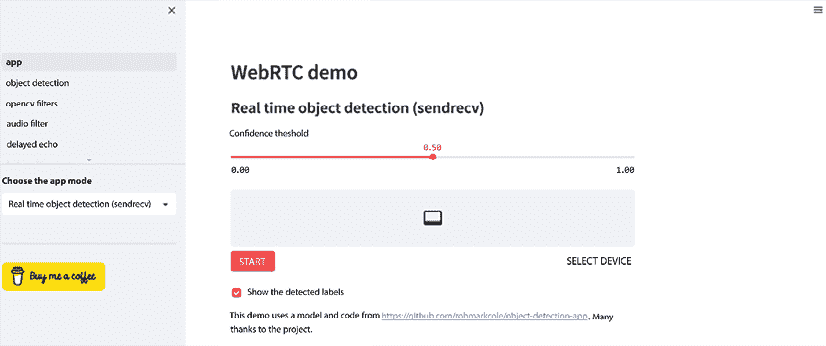 app
object detection
opencv filters
audio filter
delayed echo
Choose the app mode
Real time object detection (sendrecv)
Buy me a coffee
WebRTC demo
Real time object detection (sendrecv)
Confidence theshold
0.50
0.00 1.00
START SELECT DEVICE
Show the detected labels
This demo uses a model and code from https://github.com/robmarkcole/object-detection-app. Many
thanks to the project.